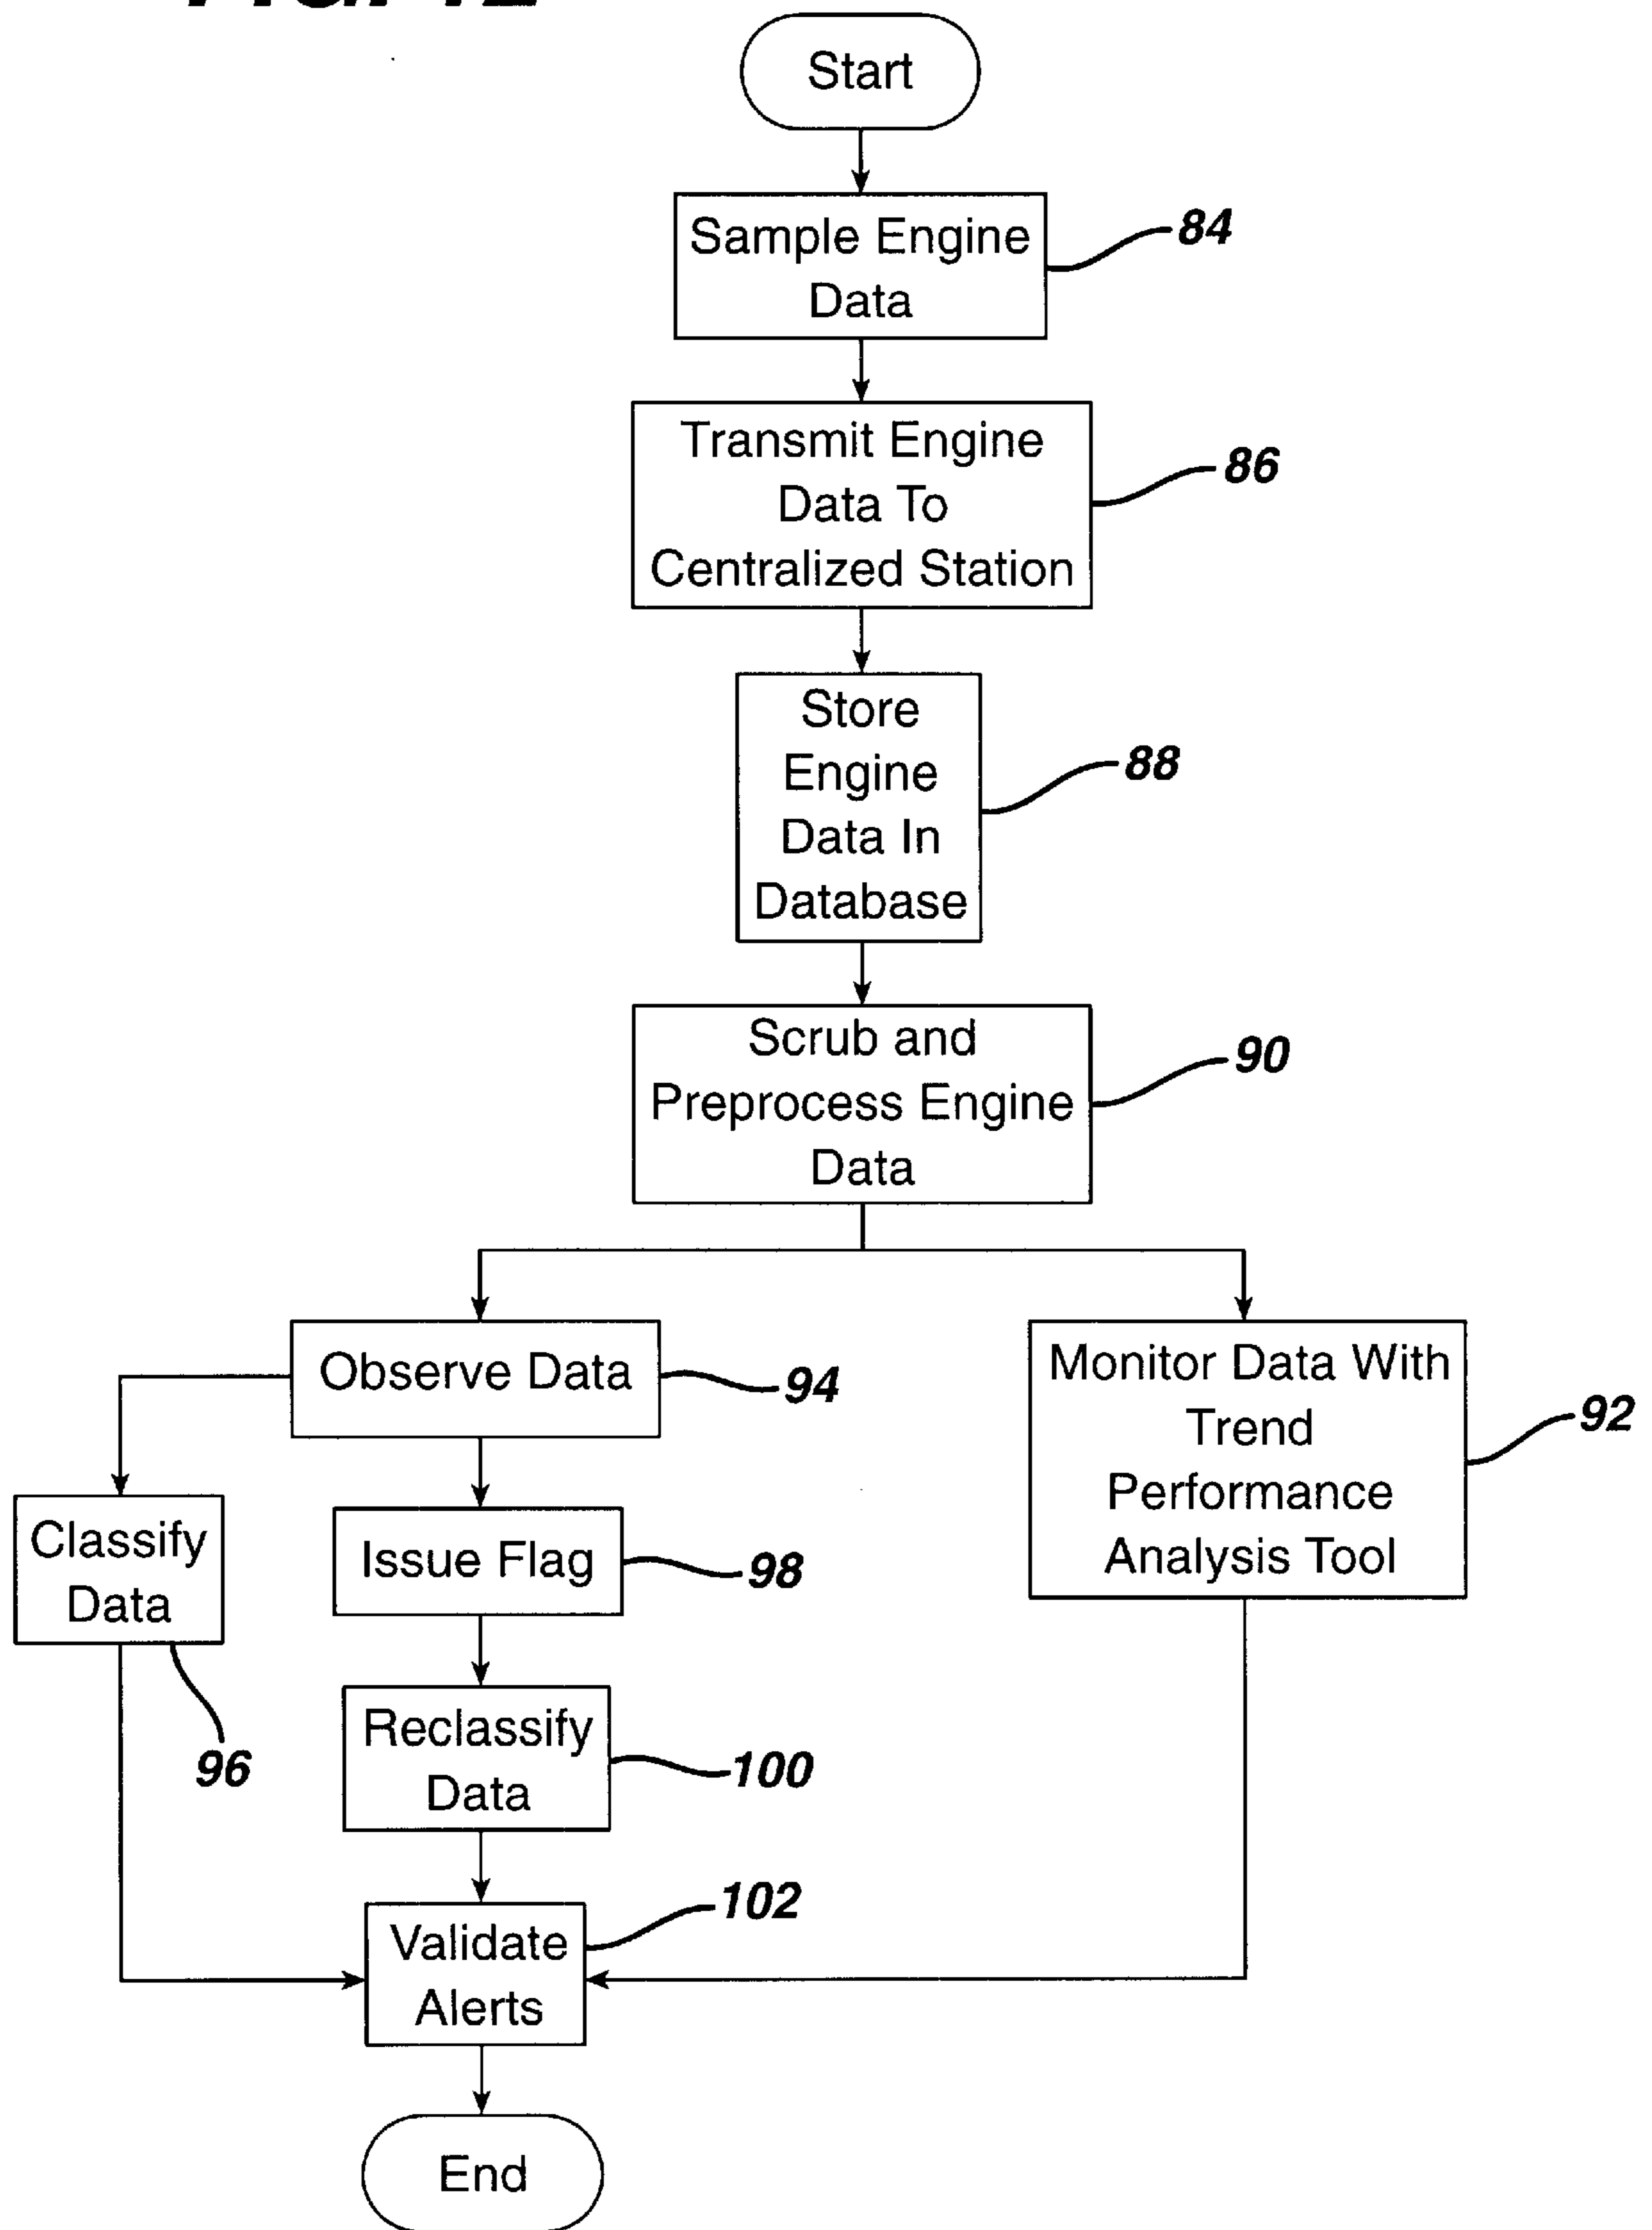 Start
Sample Engine
Data
84
Transmit Engine
Data To
Centralized Station
86
Store
Engine
Data In
Database
88
Scrub and
Preprocess Engine
Data
90
Observe Data
94
Monitor Data With
Trend
Performance
Analysis Tool
92
Classify
Data
96
Issue Flag
98
Reclassify
Data
100
Validate
Alerts
102
End